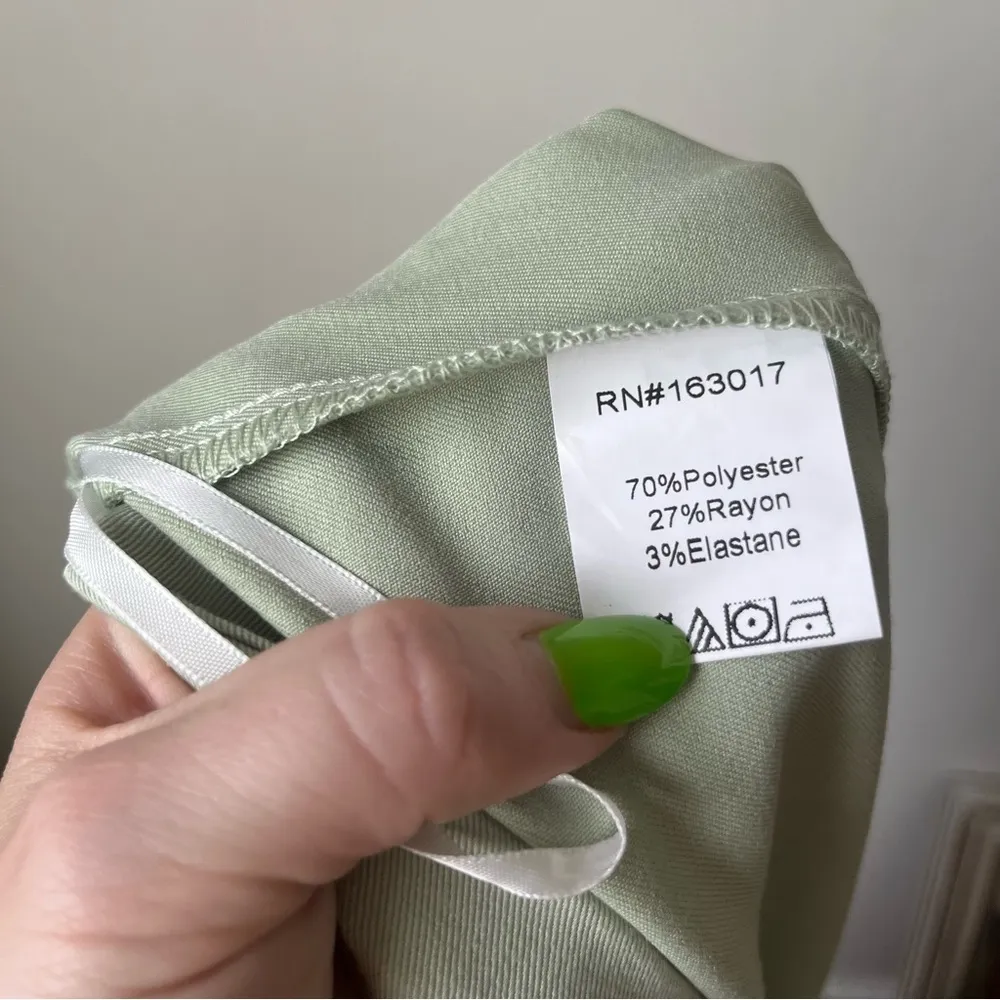 RN#163017
70%Polyester
27%Rayon
3%Elastane